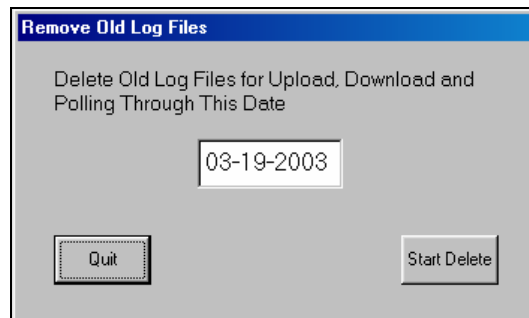 Remove Old Log Files
Delete Old Log Files for Upload, Download and
Polling Through This Date
03-19-2003
Quit
Start Delete